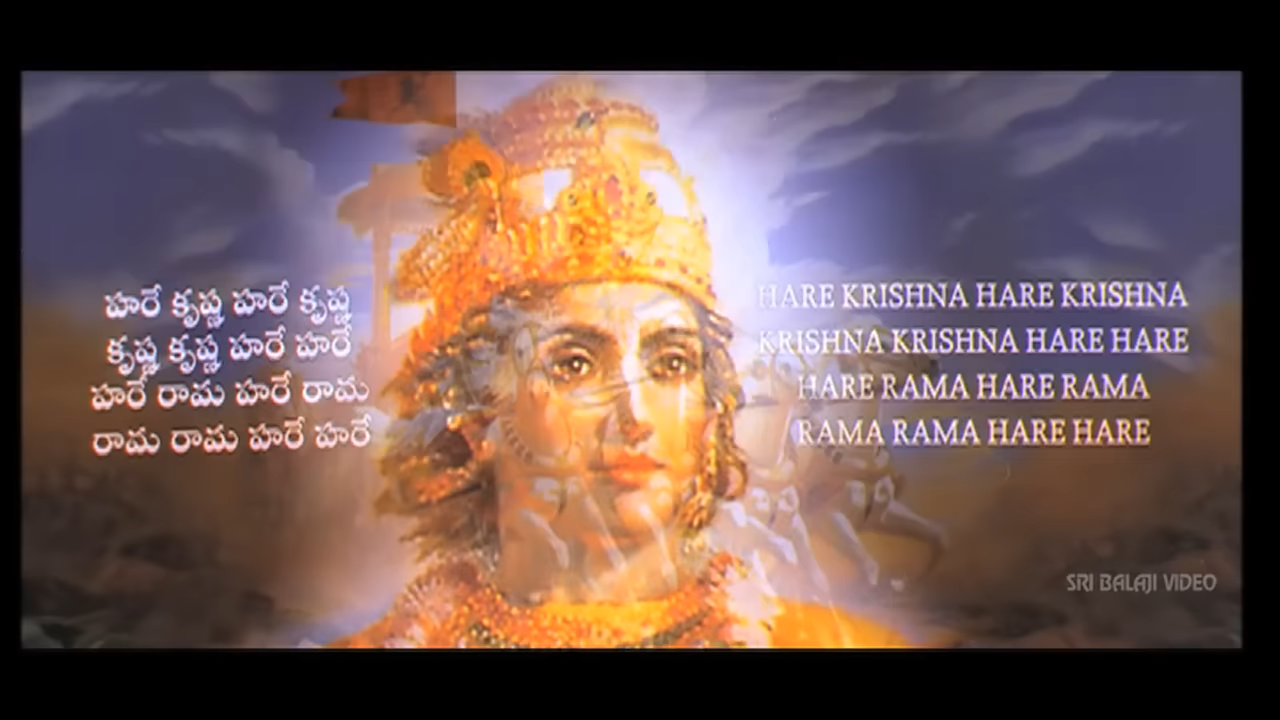 హరే కృష్ణ హరే కృష్ణ
కృష్ణ కృష్ణ హరే హరే
హరే రామ హరే రామ
రామ రామ హరే హరే
HARE KRISHNA HARE KRISHNA
KRISHNA KRISHNA HARE HARE
HARE RAMA HARE RAMA
RAMA RAMA HARE HARE
SRI BALAJI VIDEO